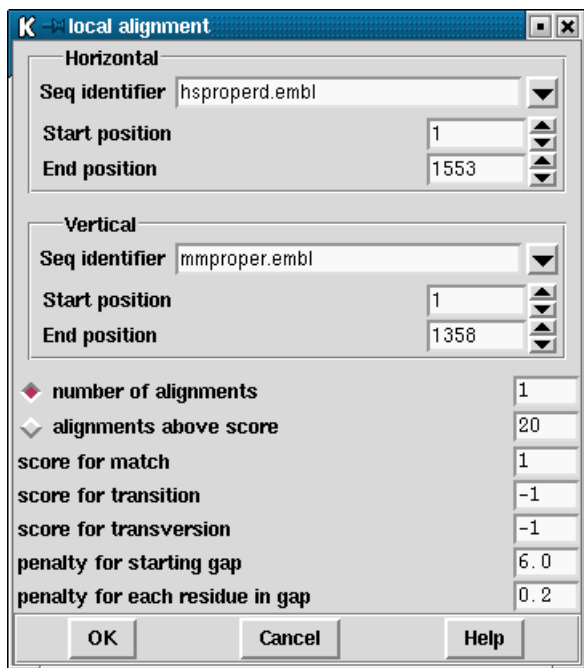 K local alignment
Horizontal
Seq identifier hsproperd.embl
Start position 1
End position 1553
Vertical
Seq identifier mmproper.embl
Start position 1
End position 1358
number of alignments 1
alignments above score 20
score for match 1
score for transition -1
score for transversion -1
penalty for starting gap 6.0
penalty for each residue in gap 0.2
OK Cancel Help